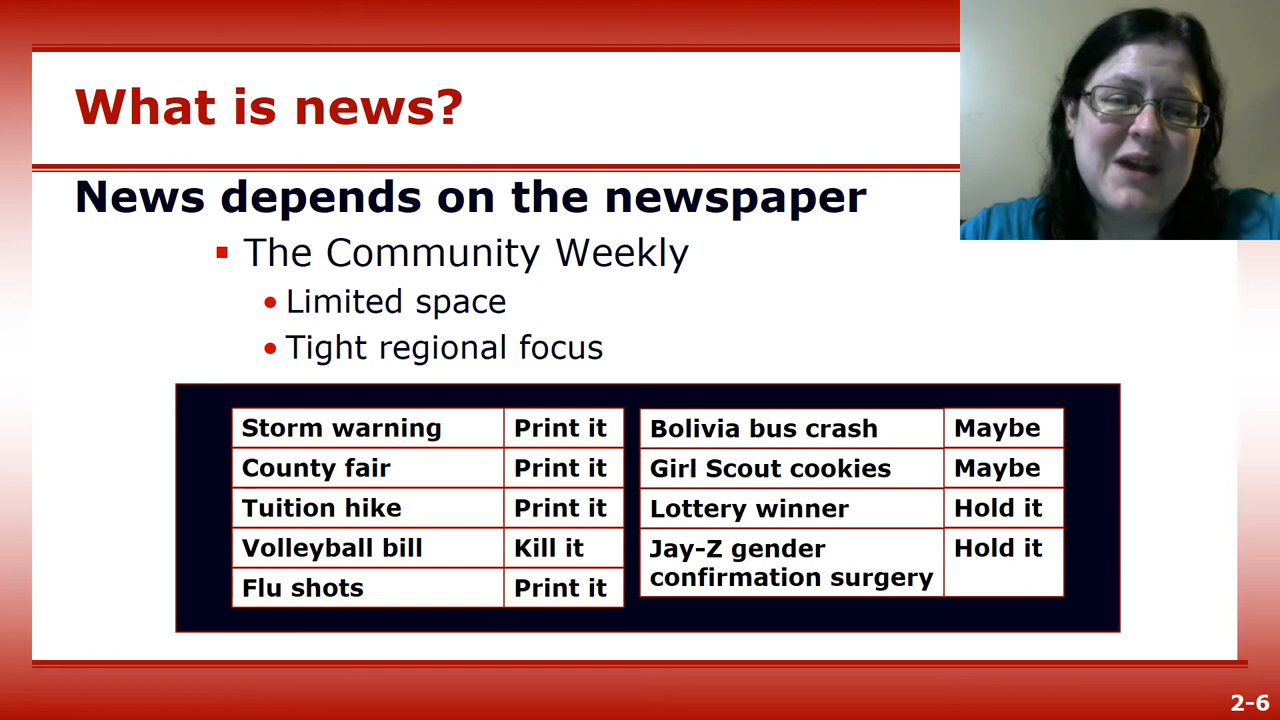 What is news?
News depends on the newspaper
The Community Weekly
Limited space
Tight regional focus
Storm warning Print it
County fair Print it
Tuition hike Print it
Volleyball bill Kill it
Flu shots Print it
Bolivia bus crash Maybe
Girl Scout cookies Maybe
Lottery winner Hold it
Jay-Z gender Hold it
confirmation surgery
2-6